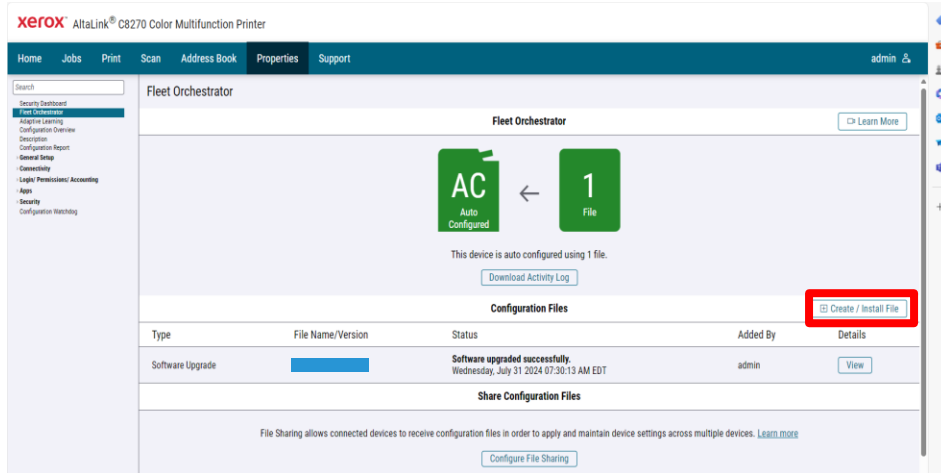 xerox™ AltaLink® C8270 Color Multifunction Printer
Home Jobs Print Scan Address Book Properties Support admin
Search
Security Dashboard
Fleet Orchestrator
Adaptive Learning
Configuration Overview
Description
Configuration Report
General Setup
Connectivity
Login/ Permissions/ Accounting
Apps
Security
Configuration Watchdog
Fleet Orchestrator
Fleet Orchestrator
Learn More
AC
Auto
Configured
1
File
This device is auto configured using 1 file.
Download Activity Log
Configuration Files
Create / Install File
Type File Name/Version Status Added By Details
Software Upgrade
Software upgraded successfully.
Wednesday, July 31 2024 07:30:13 AM EDT
admin
View
Share Configuration Files
File Sharing allows connected devices to receive configuration files in order to apply and maintain device settings across multiple devices. Learn more
Configure File Sharing